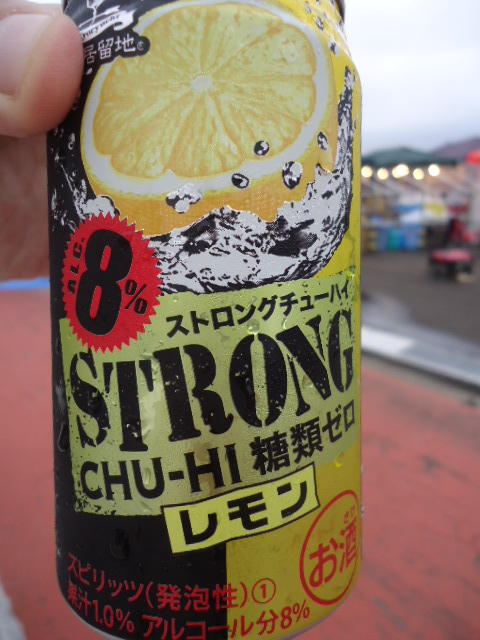 居留地
ALC. 8%
ストロングチューハイ
STRONG
CHU-HI 糖類ゼロ
レモン
さけ
お酒
スピリッツ(発泡性)①
果汁1.0% アルコール分8%